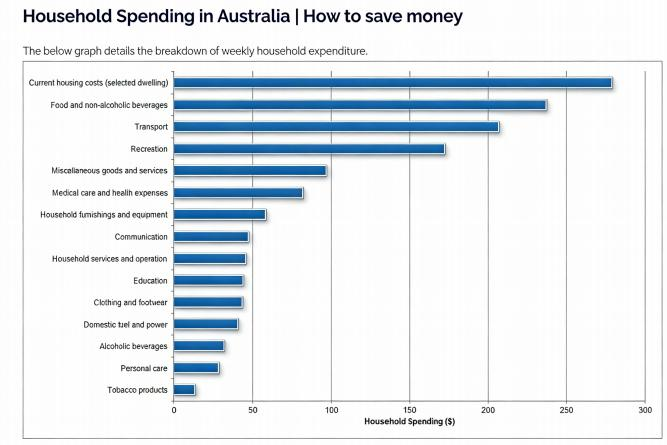 Household Spending in Australia | How to save money
The below graph details the breakdown of weekly household expenditure.
Current housing costs (selected dwelling)
Food and non-alcoholic beverages
Transport
Recreation
Miscallaneous goods and services
Medical care and health expenses
Household furnishings and equipment
Communication
Household services and operation
Education
Clothing and footwear
Domestic fuel and power
Alcoholic beverages
Personal care
Tobacco products
0 50 100 150 200 250 300
Household Spending ($)